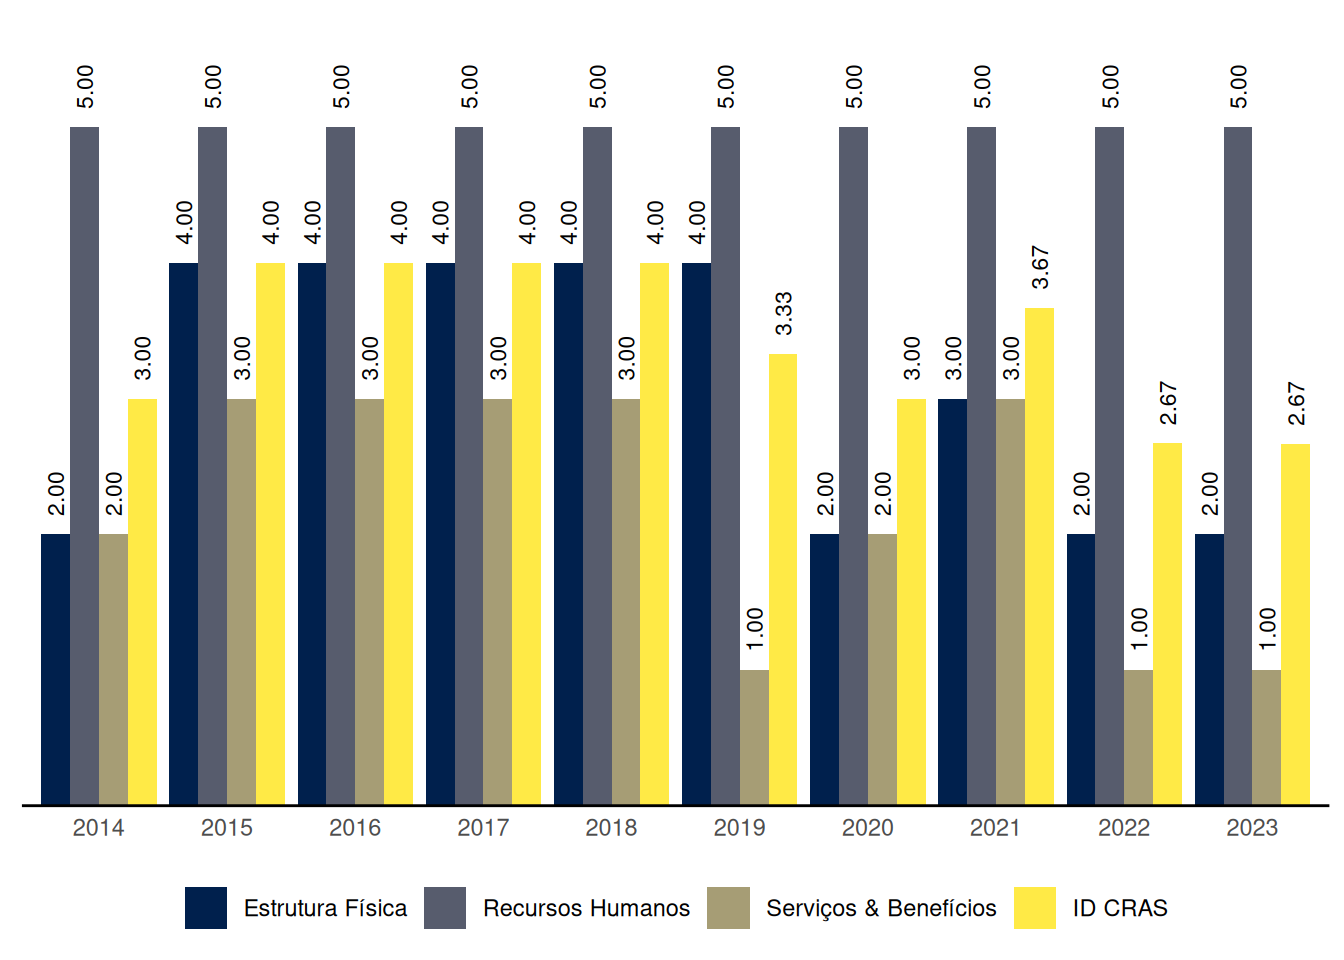 5.00 5.00 5.00 5.00 5.00 5.00 5.00 5.00 5.00 5.00
4.00 4.00 4.00 4.00 4.00 4.00 4.00 4.00 4.00
3.67
3.33
3.00 3.00 3.00 3.00 3.00 3.00 3.00 3.00
2.67 2.67
2.00 2.00 2.00 2.00 2.00 2.00
1.00 1.00 1.00
2014 2015 2016 2017 2018 2019 2020 2021 2022 2023
Estrutura Física Recursos Humanos Serviços & Benefícios ID CRAS